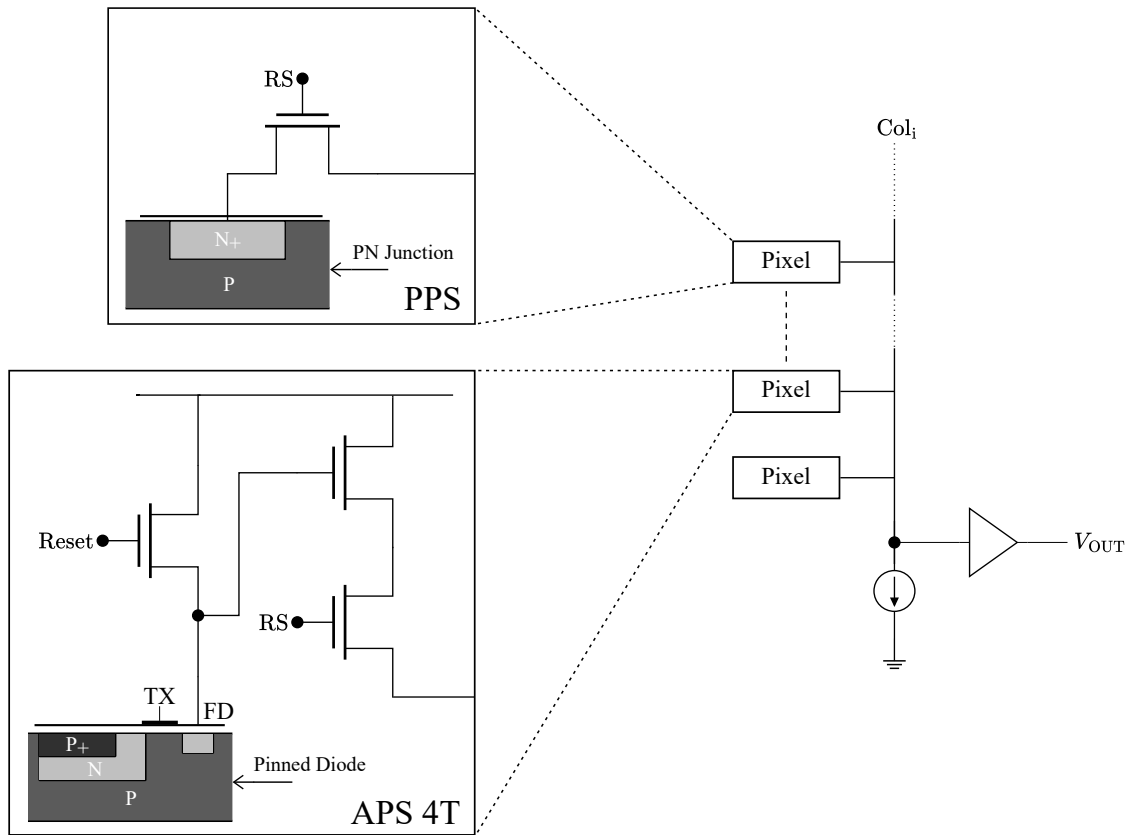 RS
N+
P
PN Junction
PPS
Col_i
Pixel
Pixel
Pixel
V_OUT
Reset
RS
TX
FD
P+
N
P
Pinned Diode
APS 4T